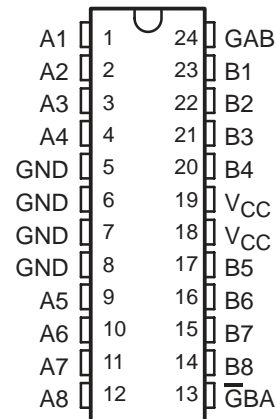 A1 1 24 GAB
A2 2 23 B1
A3 3 22 B2
A4 4 21 B3
GND 5 20 B4
GND 6 19 VCC
GND 7 18 VCC
GND 8 17 B5
A5 9 16 B6
A6 10 15 B7
A7 11 14 B8
A8 12 13 G̅BA